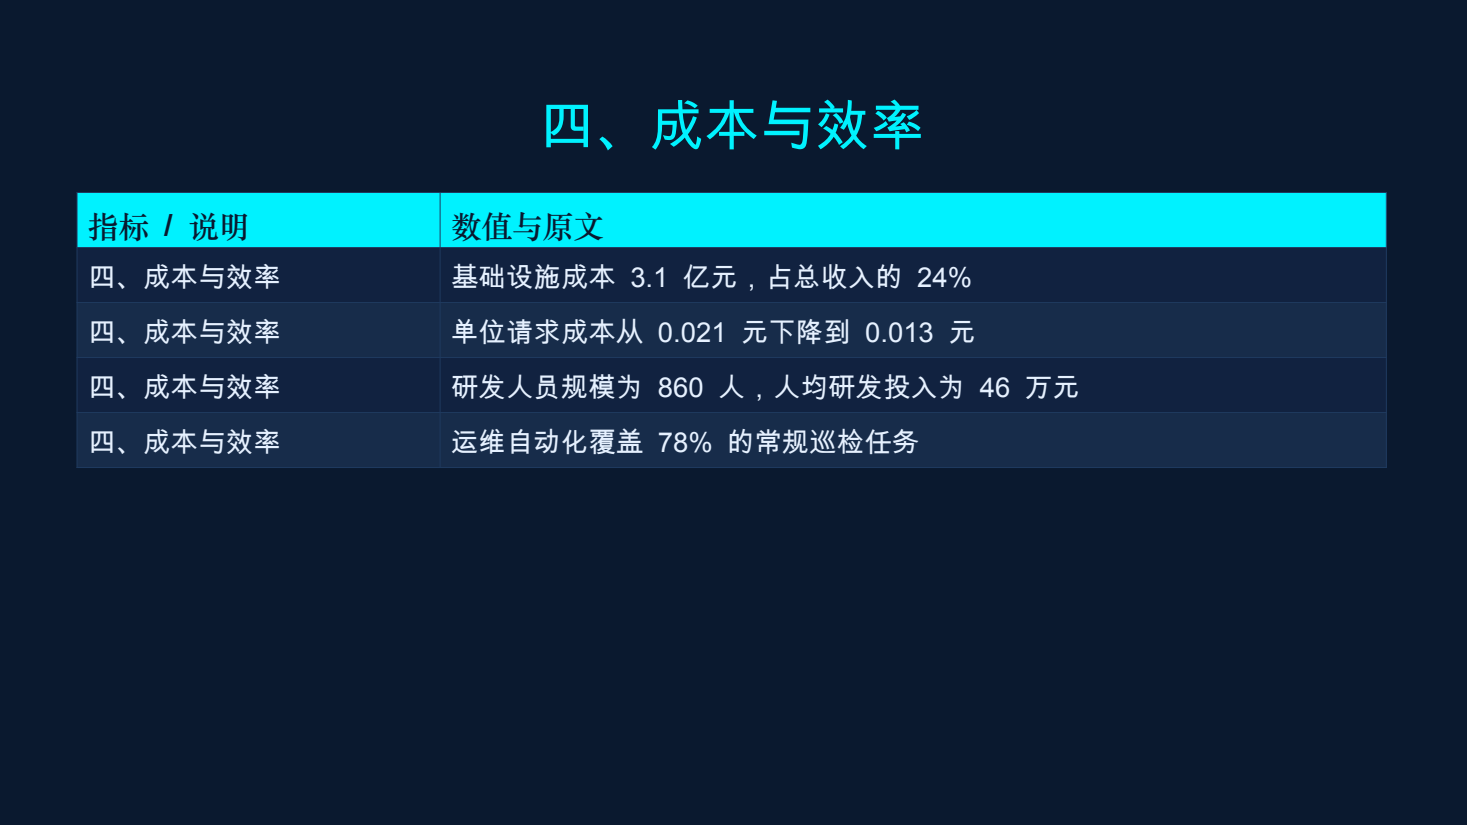 四、成本与效率
指标 / 说明 数值与原文
四、成本与效率 基础设施成本 3.1 亿元，占总收入的 24%
四、成本与效率 单位请求成本从 0.021 元下降到 0.013 元
四、成本与效率 研发人员规模为 860 人，人均研发投入为 46 万元
四、成本与效率 运维自动化覆盖 78% 的常规巡检任务